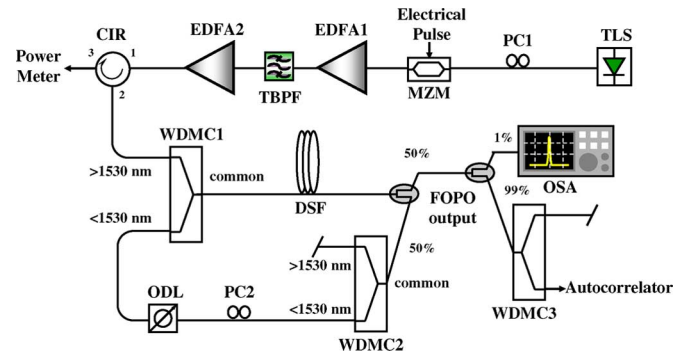 Electrical
Pulse
CIR
EDFA2
EDFA1
PC1
TLS
3
1
2
Power
Meter
TBPF
MZM
WDMC1
>1530 nm
common
<1530 nm
DSF
50%
1%
OSA
FOPO
output
99%
50%
>1530 nm
common
<1530 nm
ODL
PC2
WDMC2
Autocorrelator
WDMC3